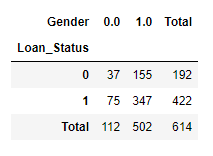 Gender 0.0 1.0 Total
Loan_Status
0 37 155 192
1 75 347 422
Total 112 502 614